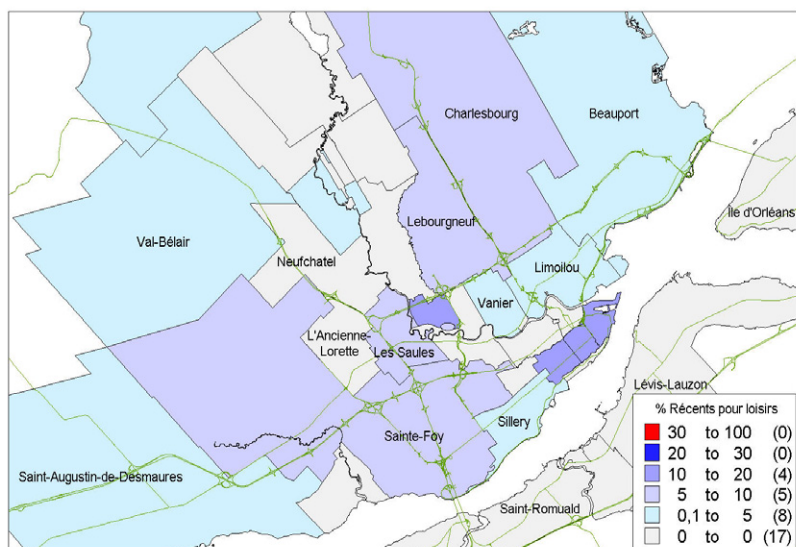 Charlesbourg
Beauport
Île d'Orléans
Lebourgneuf
Val-Bélair
Neufchatel
Limoilou
Vanier
L'Ancienne-
Lorette
Les Saules
Lévis-Lauzon
Sillery
Sainte-Foy
Saint-Augustin-de-Desmaures
Saint-Romuald
% Récents pour loisirs
30 to 100 (0)
20 to 30 (0)
10 to 20 (4)
5 to 10 (5)
0,1 to 5 (8)
0 to 0 (17)